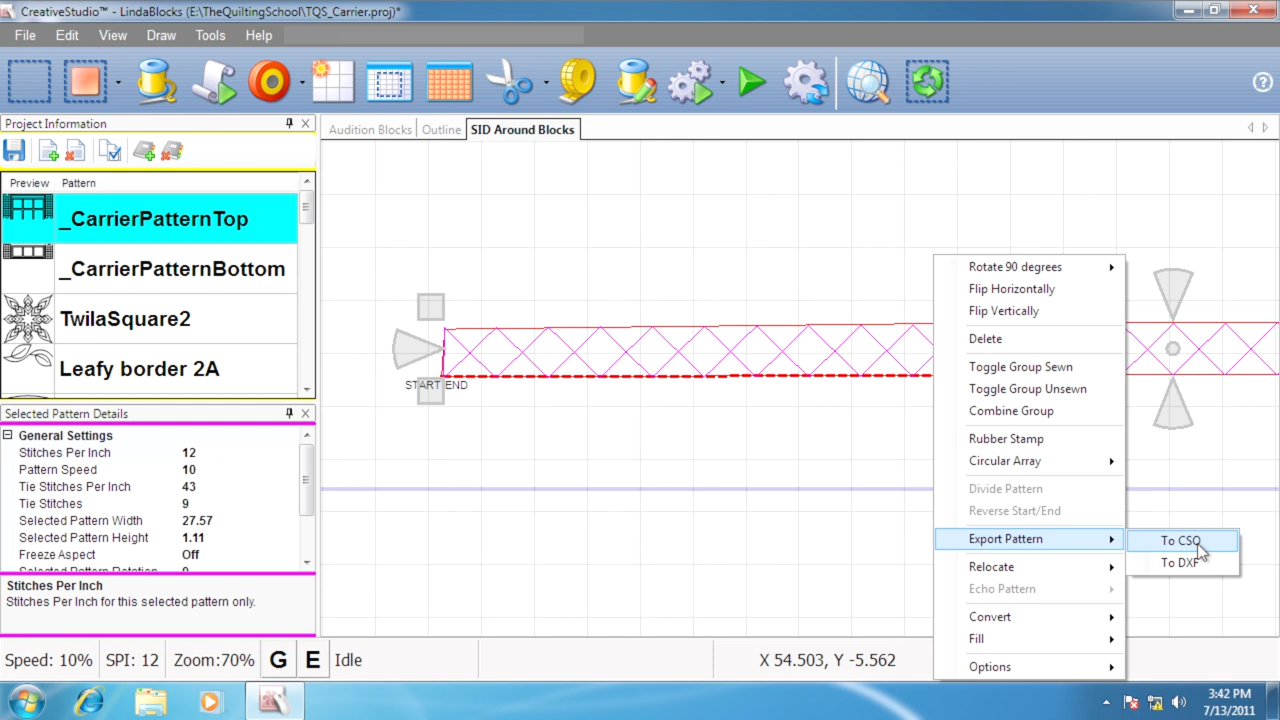 CreativeStudio™ - LindaBlocks (E:\TheQuiltingSchool\TQS_Carrier.proj)*
File Edit View Draw Tools Help
Project Information
Audition Blocks Outline SID Around Blocks
Preview Pattern
_CarrierPatternTop
_CarrierPatternBottom
TwilaSquare2
Leafy border 2A
START END
Selected Pattern Details
General Settings
Stitches Per Inch 12
Pattern Speed 10
Tie Stitches Per Inch 43
Tie Stitches 9
Selected Pattern Width 27.57
Selected Pattern Height 1.11
Freeze Aspect Off
Selected Pattern Rotation 0
Stitches Per Inch
Stitches Per Inch for this selected pattern only.
Rotate 90 degrees
Flip Horizontally
Flip Vertically
Delete
Toggle Group Sewn
Toggle Group Unsewn
Combine Group
Rubber Stamp
Circular Array
Divide Pattern
Reverse Start/End
Export Pattern
To CSQ
To DXF
Relocate
Echo Pattern
Convert
Fill
Options
Speed: 10% SPI: 12 Zoom:70% G E Idle X 54.503, Y -5.562
3:42 PM
7/13/2011